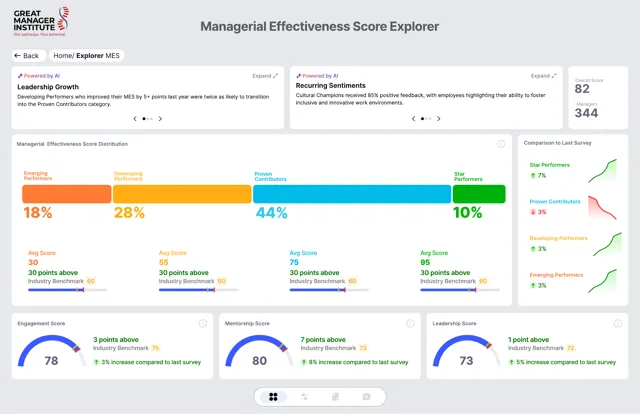 GREAT
MANAGER
INSTITUTE
Our pathways. Your potential.
Managerial Effectiveness Score Explorer
← Back
Home/ Explorer MES
Powered by AI
Expand
Leadership Growth
Developing Performers who improved their MES by 5+ points last year were twice as likely to transition
into the Proven Contributors category.
Powered by AI
Expand
Recurring Sentiments
Cultural Champions received 85% positive feedback, with employees highlighting their ability to foster
inclusive and innovative work environments.
Overall Score
82
Managers
344
Managerial Effectiveness Score Distribution
Emerging
Performers
18%
Developing
Performers
28%
Proven
Contributors
44%
Star
Performers
10%
Avg Score
30
30 points above
Industry Benchmark 60
Avg Score
55
30 points above
Industry Benchmark 60
Avg Score
75
30 points above
Industry Benchmark 60
Avg Score
95
30 points above
Industry Benchmark 60
Comparison to Last Survey
Star Performers
7%
Proven Contributors
3%
Developing Performers
3%
Emerging Performers
3%
Engagement Score
78
3 points above
Industry Benchmark 75
3% increase compared to last survey
Mentorship Score
80
7 points above
Industry Benchmark 73
8% increase compared to last survey
Leadership Score
73
1 point above
Industry Benchmark 72
5% increase compared to last survey